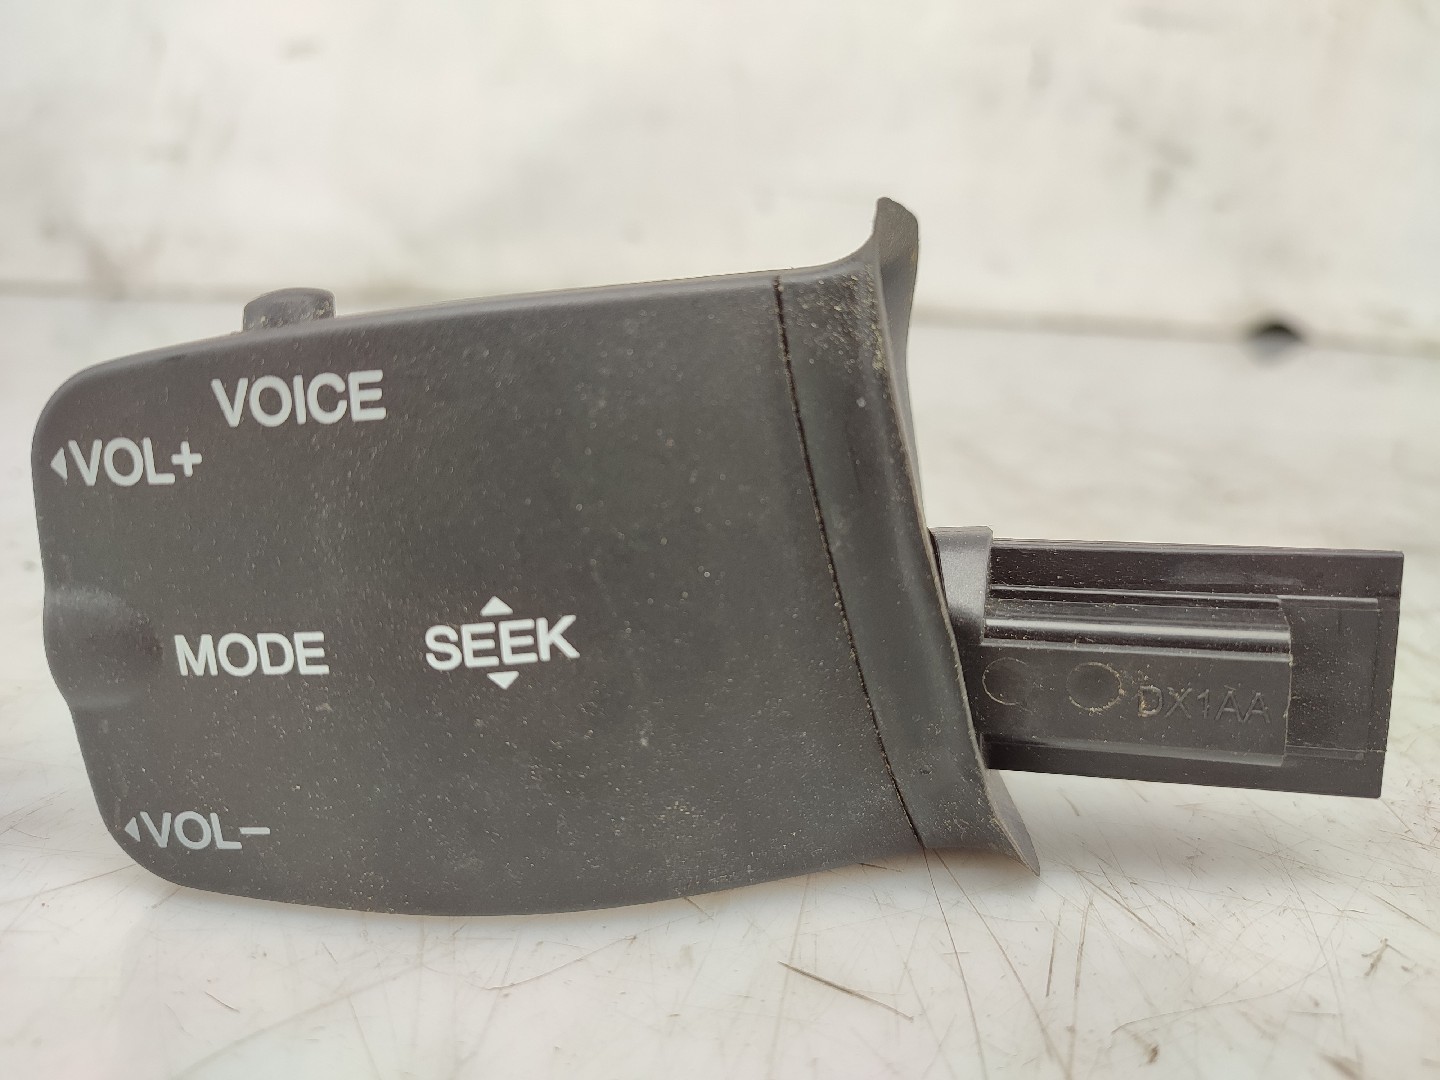 VOICE
◂VOL+
MODE
SEEK
◂VOL−
DX1AA